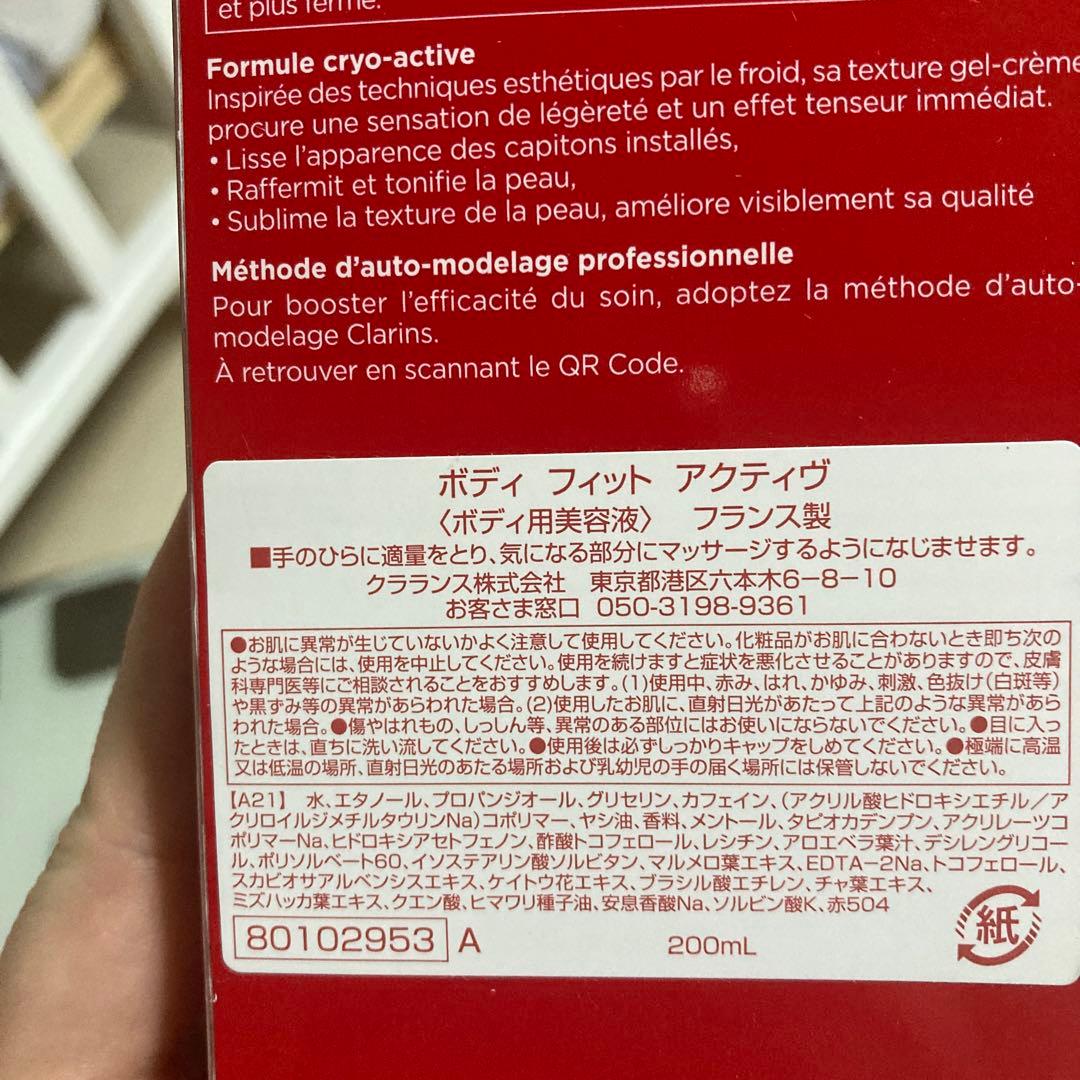 et plus ferme.
Formule cryo-active
Inspirée des techniques esthétiques par le froid, sa texture gel-crème
procure une sensation de légèreté et un effet tenseur immédiat.
• Lisse l'apparence des capitons installés,
• Raffermit et tonifie la peau,
• Sublime la texture de la peau, améliore visiblement sa qualité
Méthode d'auto-modelage professionnelle
Pour booster l'efficacité du soin, adoptez la méthode d'auto-
modelage Clarins.
À retrouver en scannant le QR Code.
ボディ フィット アクティヴ
〈ボディ用美容液〉 フランス製
■手のひらに適量をとり、気になる部分にマッサージするようになじませます。
クラランス株式会社 東京都港区六本木6-8-10
お客さま窓口 050-3198-9361
●お肌に異常が生じていないかよく注意して使用してください。化粧品がお肌に合わないとき即ち次の
ような場合には、使用を中止してください。使用を続けますと症状を悪化させることがありますので、皮膚
科専門医等にご相談されることをおすすめします。(1)使用中、赤み、はれ、かゆみ、刺激、色抜け(白斑等)
や黒ずみ等の異常があらわれた場合。(2)使用したお肌に、直射日光があたって上記のような異常があら
われた場合。●傷やはれもの、しっしん等、異常のある部位にはお使いにならないでください。●目に入っ
たときは、直ちに洗い流してください。●使用後は必ずしっかりキャップをしめてください。●極端に高温
又は低温の場所、直射日光のあたる場所および乳幼児の手の届く場所には保管しないでください。
【A21】 水、エタノール、プロパンジオール、グリセリン、カフェイン、(アクリル酸ヒドロキシエチル/ア
クリロイルジメチルタウリンNa)コポリマー、ヤシ油、香料、メントール、タピオカデンプン、アクリレーツコ
ポリマーNa、ヒドロキシアセトフェノン、酢酸トコフェロール、レシチン、アロエベラ葉汁、デシレングリコー
ル、ポリソルベート60、イソステアリン酸ソルビタン、マルメロ葉エキス、EDTA-2Na、トコフェロール、
スカビオサアルベンシスエキス、ケイトウ花エキス、ブラシル酸エチレン、チャ葉エキス、
ミズハッカ葉エキス、クエン酸、ヒマワリ種子油、安息香酸Na、ソルビン酸K、赤504
80102953 A 200mL
紙